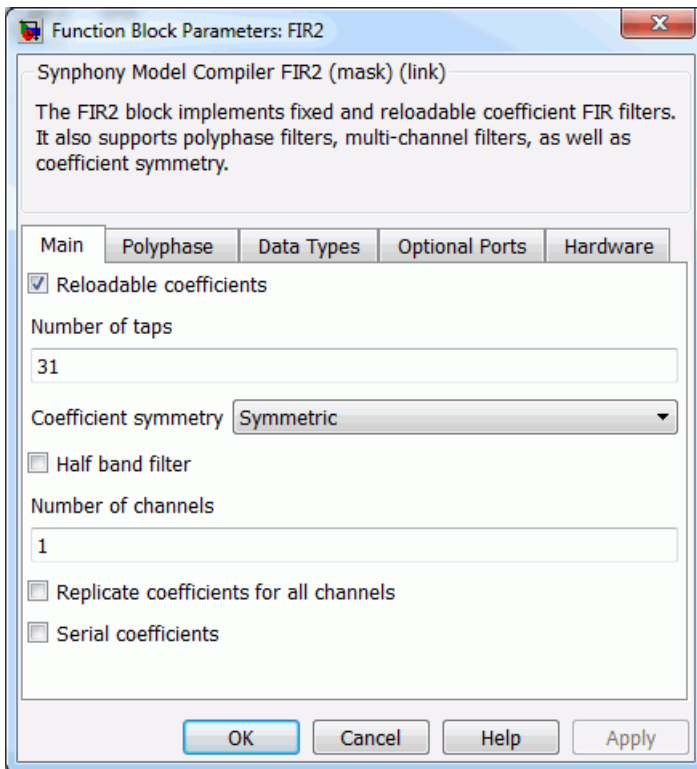 Function Block Parameters: FIR2
Synphony Model Compiler FIR2 (mask) (link)
The FIR2 block implements fixed and reloadable coefficient FIR filters.
It also supports polyphase filters, multi-channel filters, as well as
coefficient symmetry.
Main Polyphase Data Types Optional Ports Hardware
Reloadable coefficients
Number of taps
31
Coefficient symmetry Symmetric
Half band filter
Number of channels
1
Replicate coefficients for all channels
Serial coefficients
OK Cancel Help Apply